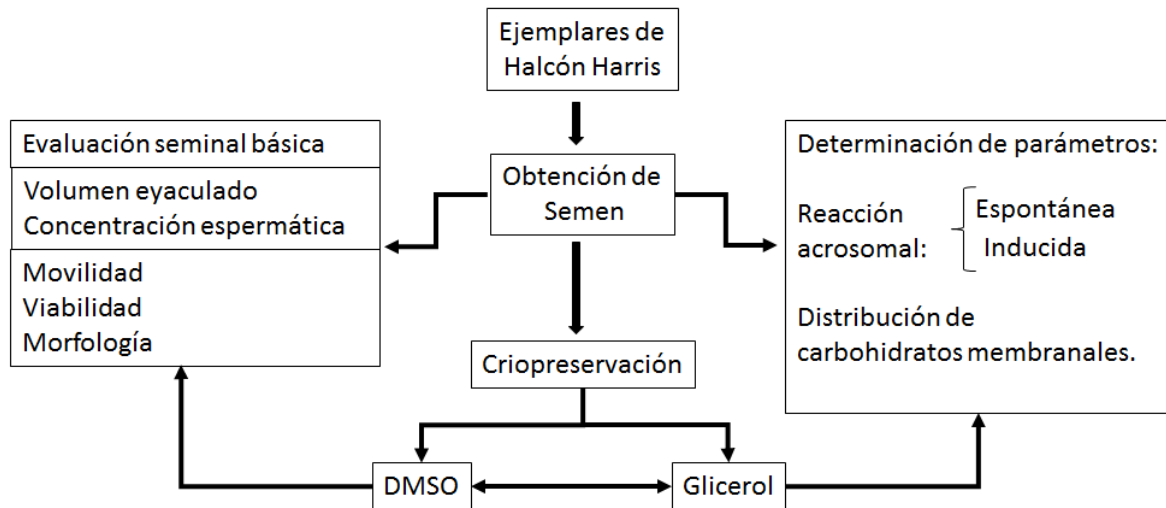 Ejemplares de
Halcón Harris
Evaluación seminal básica
Volumen eyaculado
Concentración espermática
Movilidad
Viabilidad
Morfología
Obtención de
Semen
Determinación de parámetros:
Reacción
acrosomal:
Espontánea
Inducida
Distribución de
carbohidratos membranales.
Criopreservación
DMSO
Glicerol